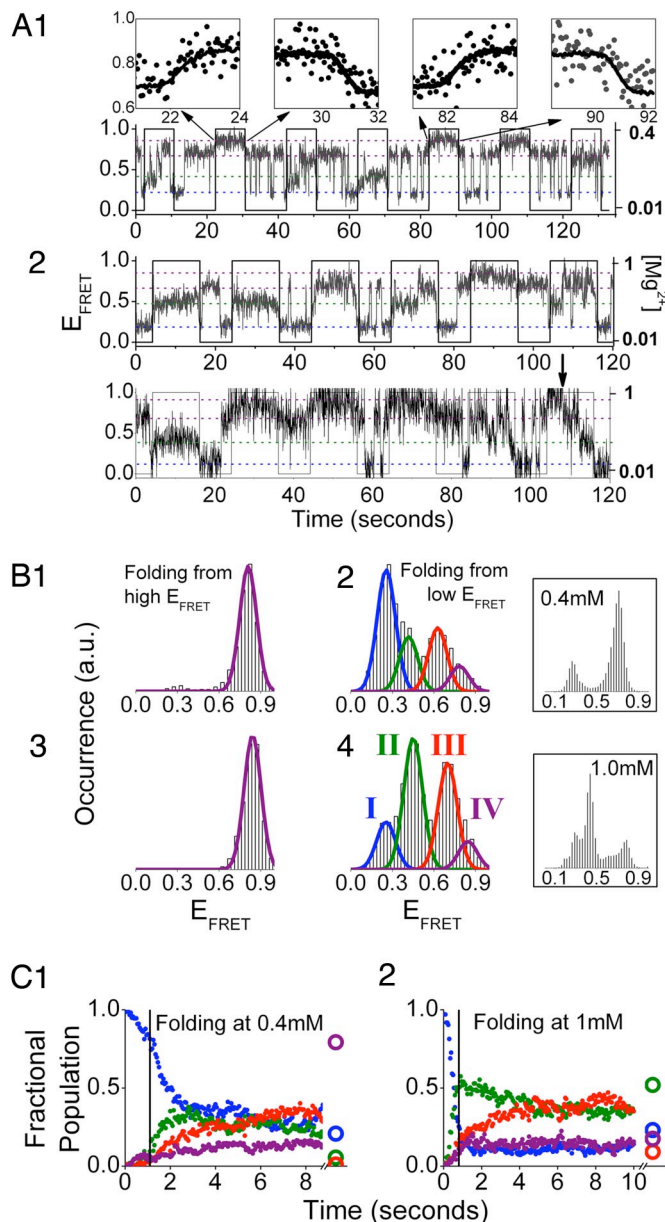 A1
1.0
0.8
0.6
22 24
30 32
82 84
90 92
1.0
0.5
0.0
0.4
0.01
0 20 40 60 80 100 120
2
1.0
0.5
0.0
1
0.01
0 20 40 60 80 100 120
E_FRET
[Mg²⁺]
1.0
0.5
0.0
1
0.01
0 20 40 60 80 100 120
Time (seconds)
B1
Folding from
high E_FRET
0.0 0.3 0.6 0.9
2
Folding from
low E_FRET
0.0 0.3 0.6 0.9
0.4mM
0.1 0.5 0.9
Occurrence (a.u.)
3
0.0 0.3 0.6 0.9
E_FRET
4
I
II
III
IV
0.0 0.3 0.6 0.9
E_FRET
1.0mM
0.1 0.5 0.9
C1
Folding at 0.4mM
1.0
0.5
0.0
0 2 4 6 8
Fractional
Population
2
Folding at 1mM
0 2 4 6 8 10
Time (seconds)